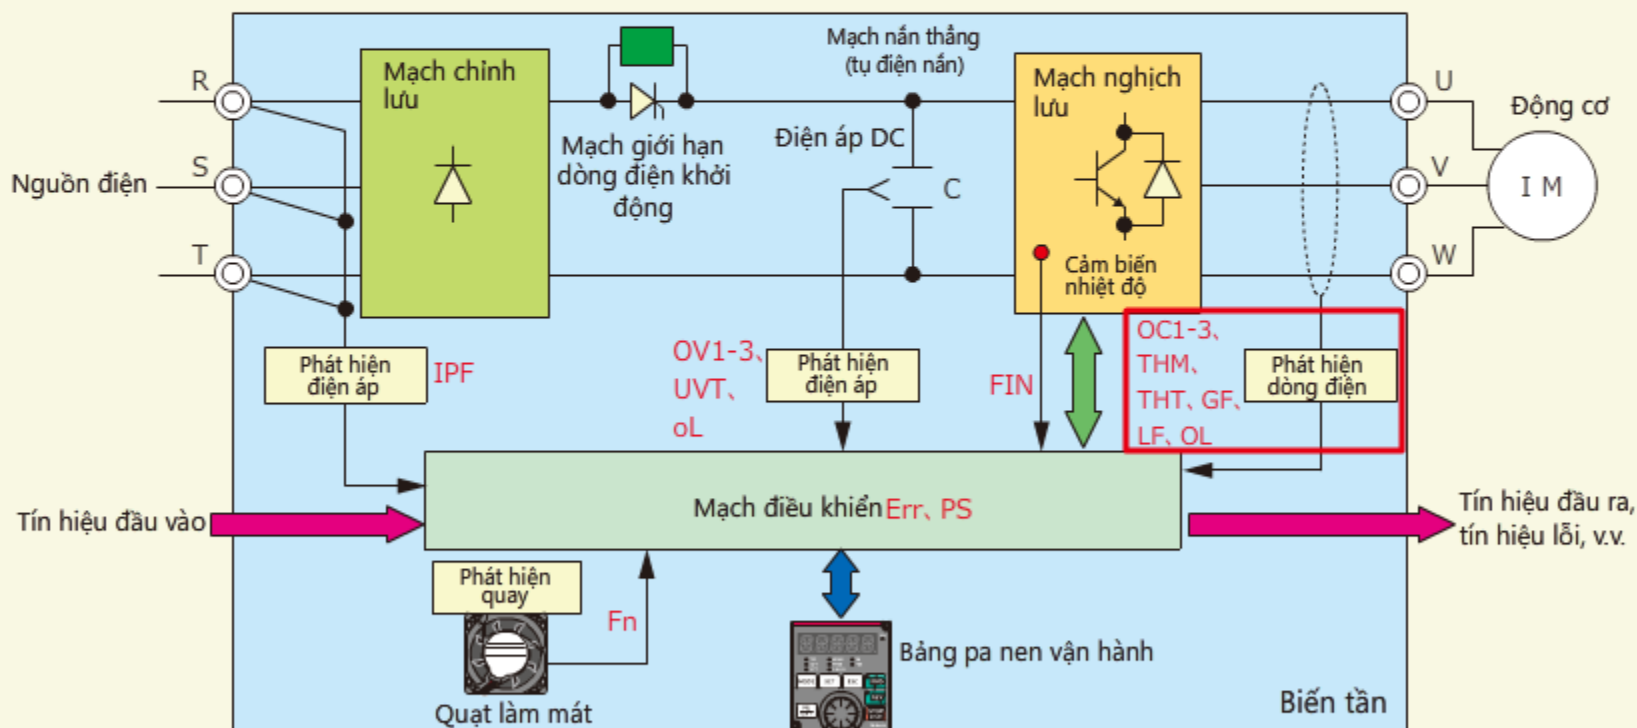 Mạch nắn thẳng
(tụ điện nắn)
Mạch chỉnh
lưu
Mạch nghịch
lưu
R
U
Động cơ
Điện áp DC
Mạch giới hạn
dòng điện khởi
động
Nguồn điện
S
C
V
I M
T
W
Cảm biến
nhiệt độ
Phát hiện
điện áp
IPF
OV1-3、
UVT、
oL
Phát hiện
điện áp
FIN
OC1-3、
THM、
THT、GF、
LF、OL
Phát hiện
dòng điện
Tín hiệu đầu vào
Mạch điều khiển Err、PS
Tín hiệu đầu ra,
tín hiệu lỗi, v.v.
Phát hiện
quay
Fn
Quạt làm mát
Bảng pa nen vận hành
Biến tần